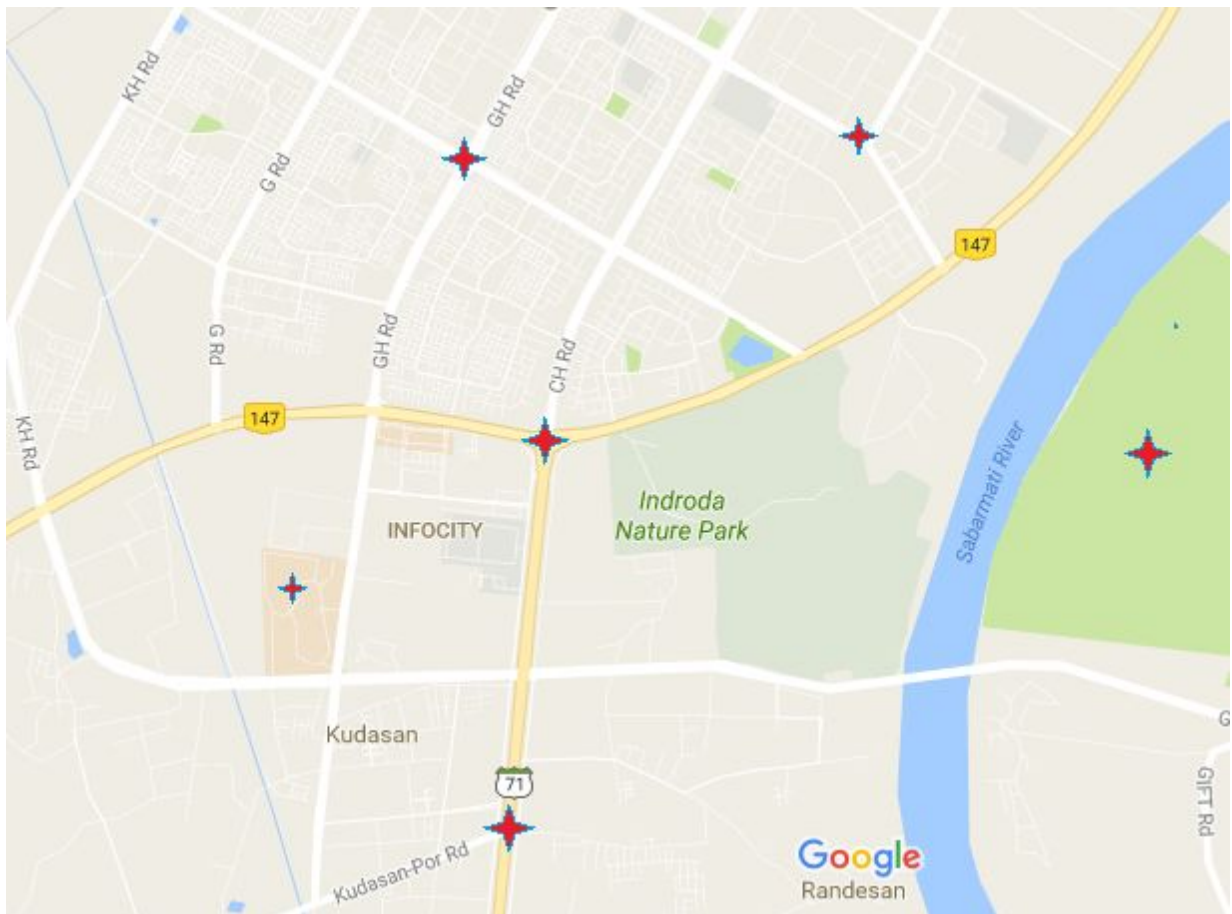 KH Rd
GH Rd
G Rd
147
G Rd
GH Rd
CH Rd
147
KH Rd
Indroda
Nature Park
INFOCITY
Sabarmati River
Kudasan
G
71
GIFT Rd
Kudasan-Por Rd
Google
Randesan